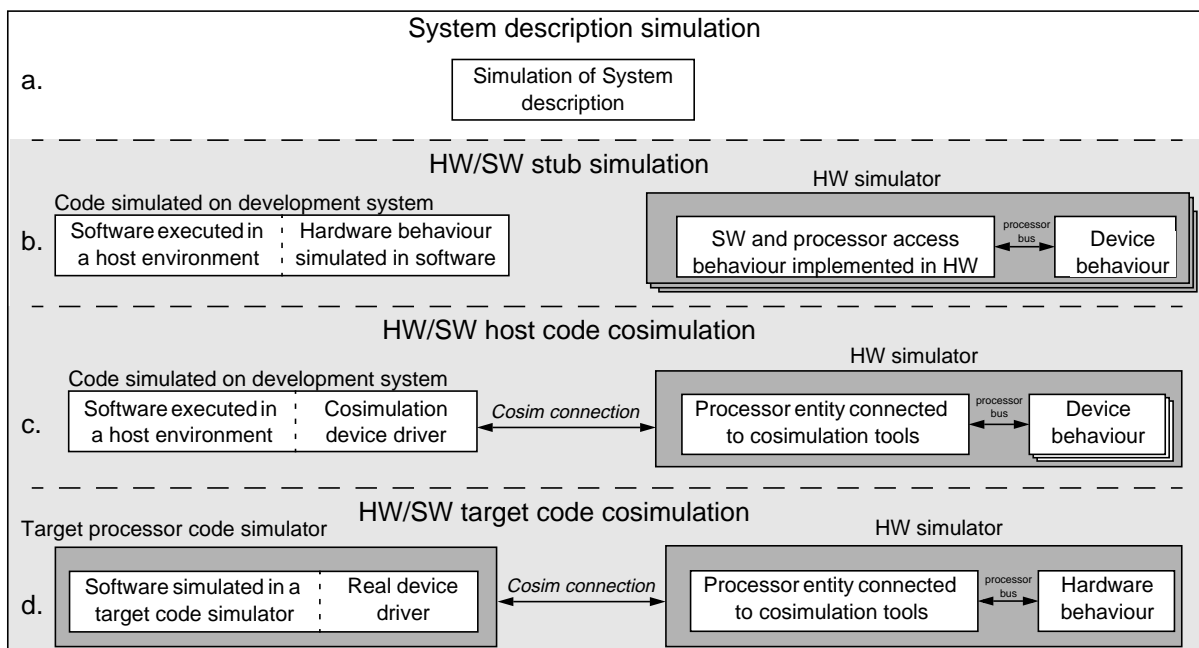 System description simulation
a.
Simulation of System
description
HW/SW stub simulation
HW simulator
Code simulated on development system
b.
Software executed in
a host environment
Hardware behaviour
simulated in software
SW and processor access
behaviour implemented in HW
processor
bus
Device
behaviour
HW/SW host code cosimulation
HW simulator
Code simulated on development system
c.
Software executed in
a host environment
Cosimulation
device driver
Cosim connection
Processor entity connected
to cosimulation tools
processor
bus
Device
behaviour
HW/SW target code cosimulation
Target processor code simulator
HW simulator
d.
Software simulated in a
target code simulator
Real device
driver
Cosim connection
Processor entity connected
to cosimulation tools
processor
bus
Hardware
behaviour